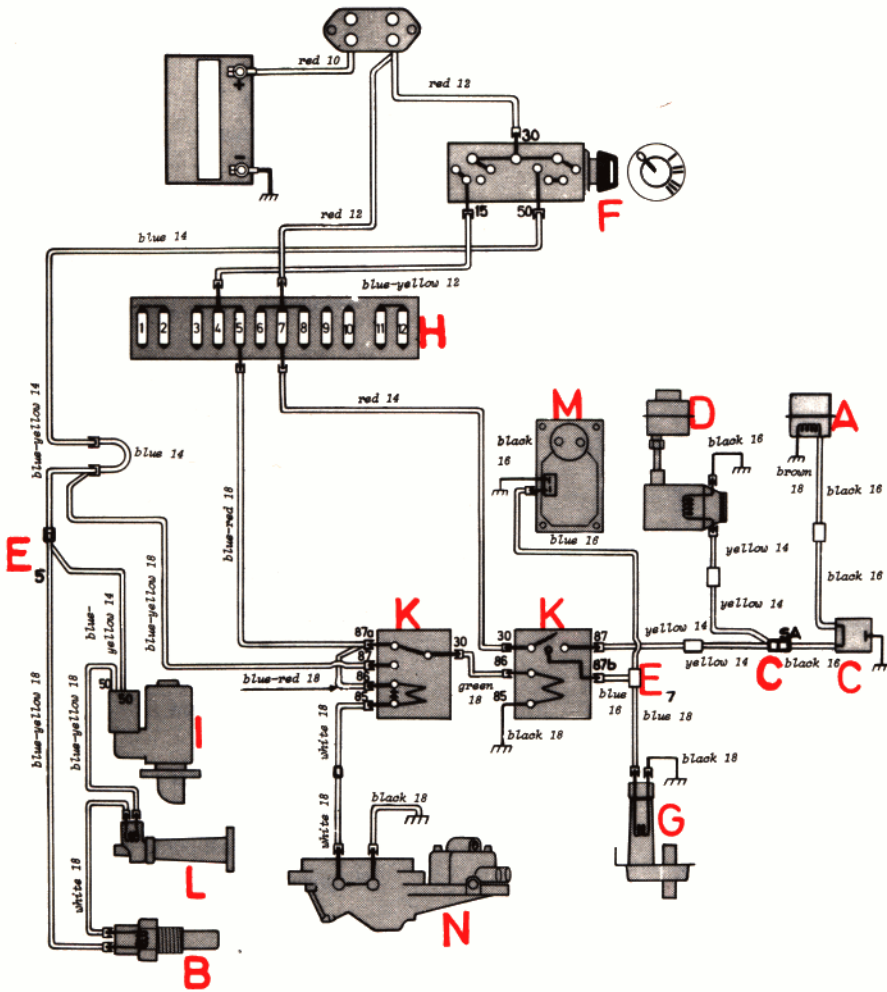 +
red 10
red 12
-
30
F
15
50
red 12
blue 14
blue-yellow 12
1 2 3 4 5 6 7 8 9 10 11 12
H
red 14
M
D
A
black 16
black 16
brown 18
black 16
blue-yellow 14
blue 14
blue-red 18
blue 16
yellow 14
black 16
E
5
blue-yellow 14
blue-yellow 18
yellow 14
K
K
87a
87
86
85
30
30
86
85
87
87b
yellow 14
yellow 14
SA
C
black 16
C
blue-red 18
green 18
blue 16
E
7
blue 18
50
50
I
blue-yellow 18
blue-yellow 18
white 18
black 18
black 18
G
white 18
black 18
L
white 18
N
B